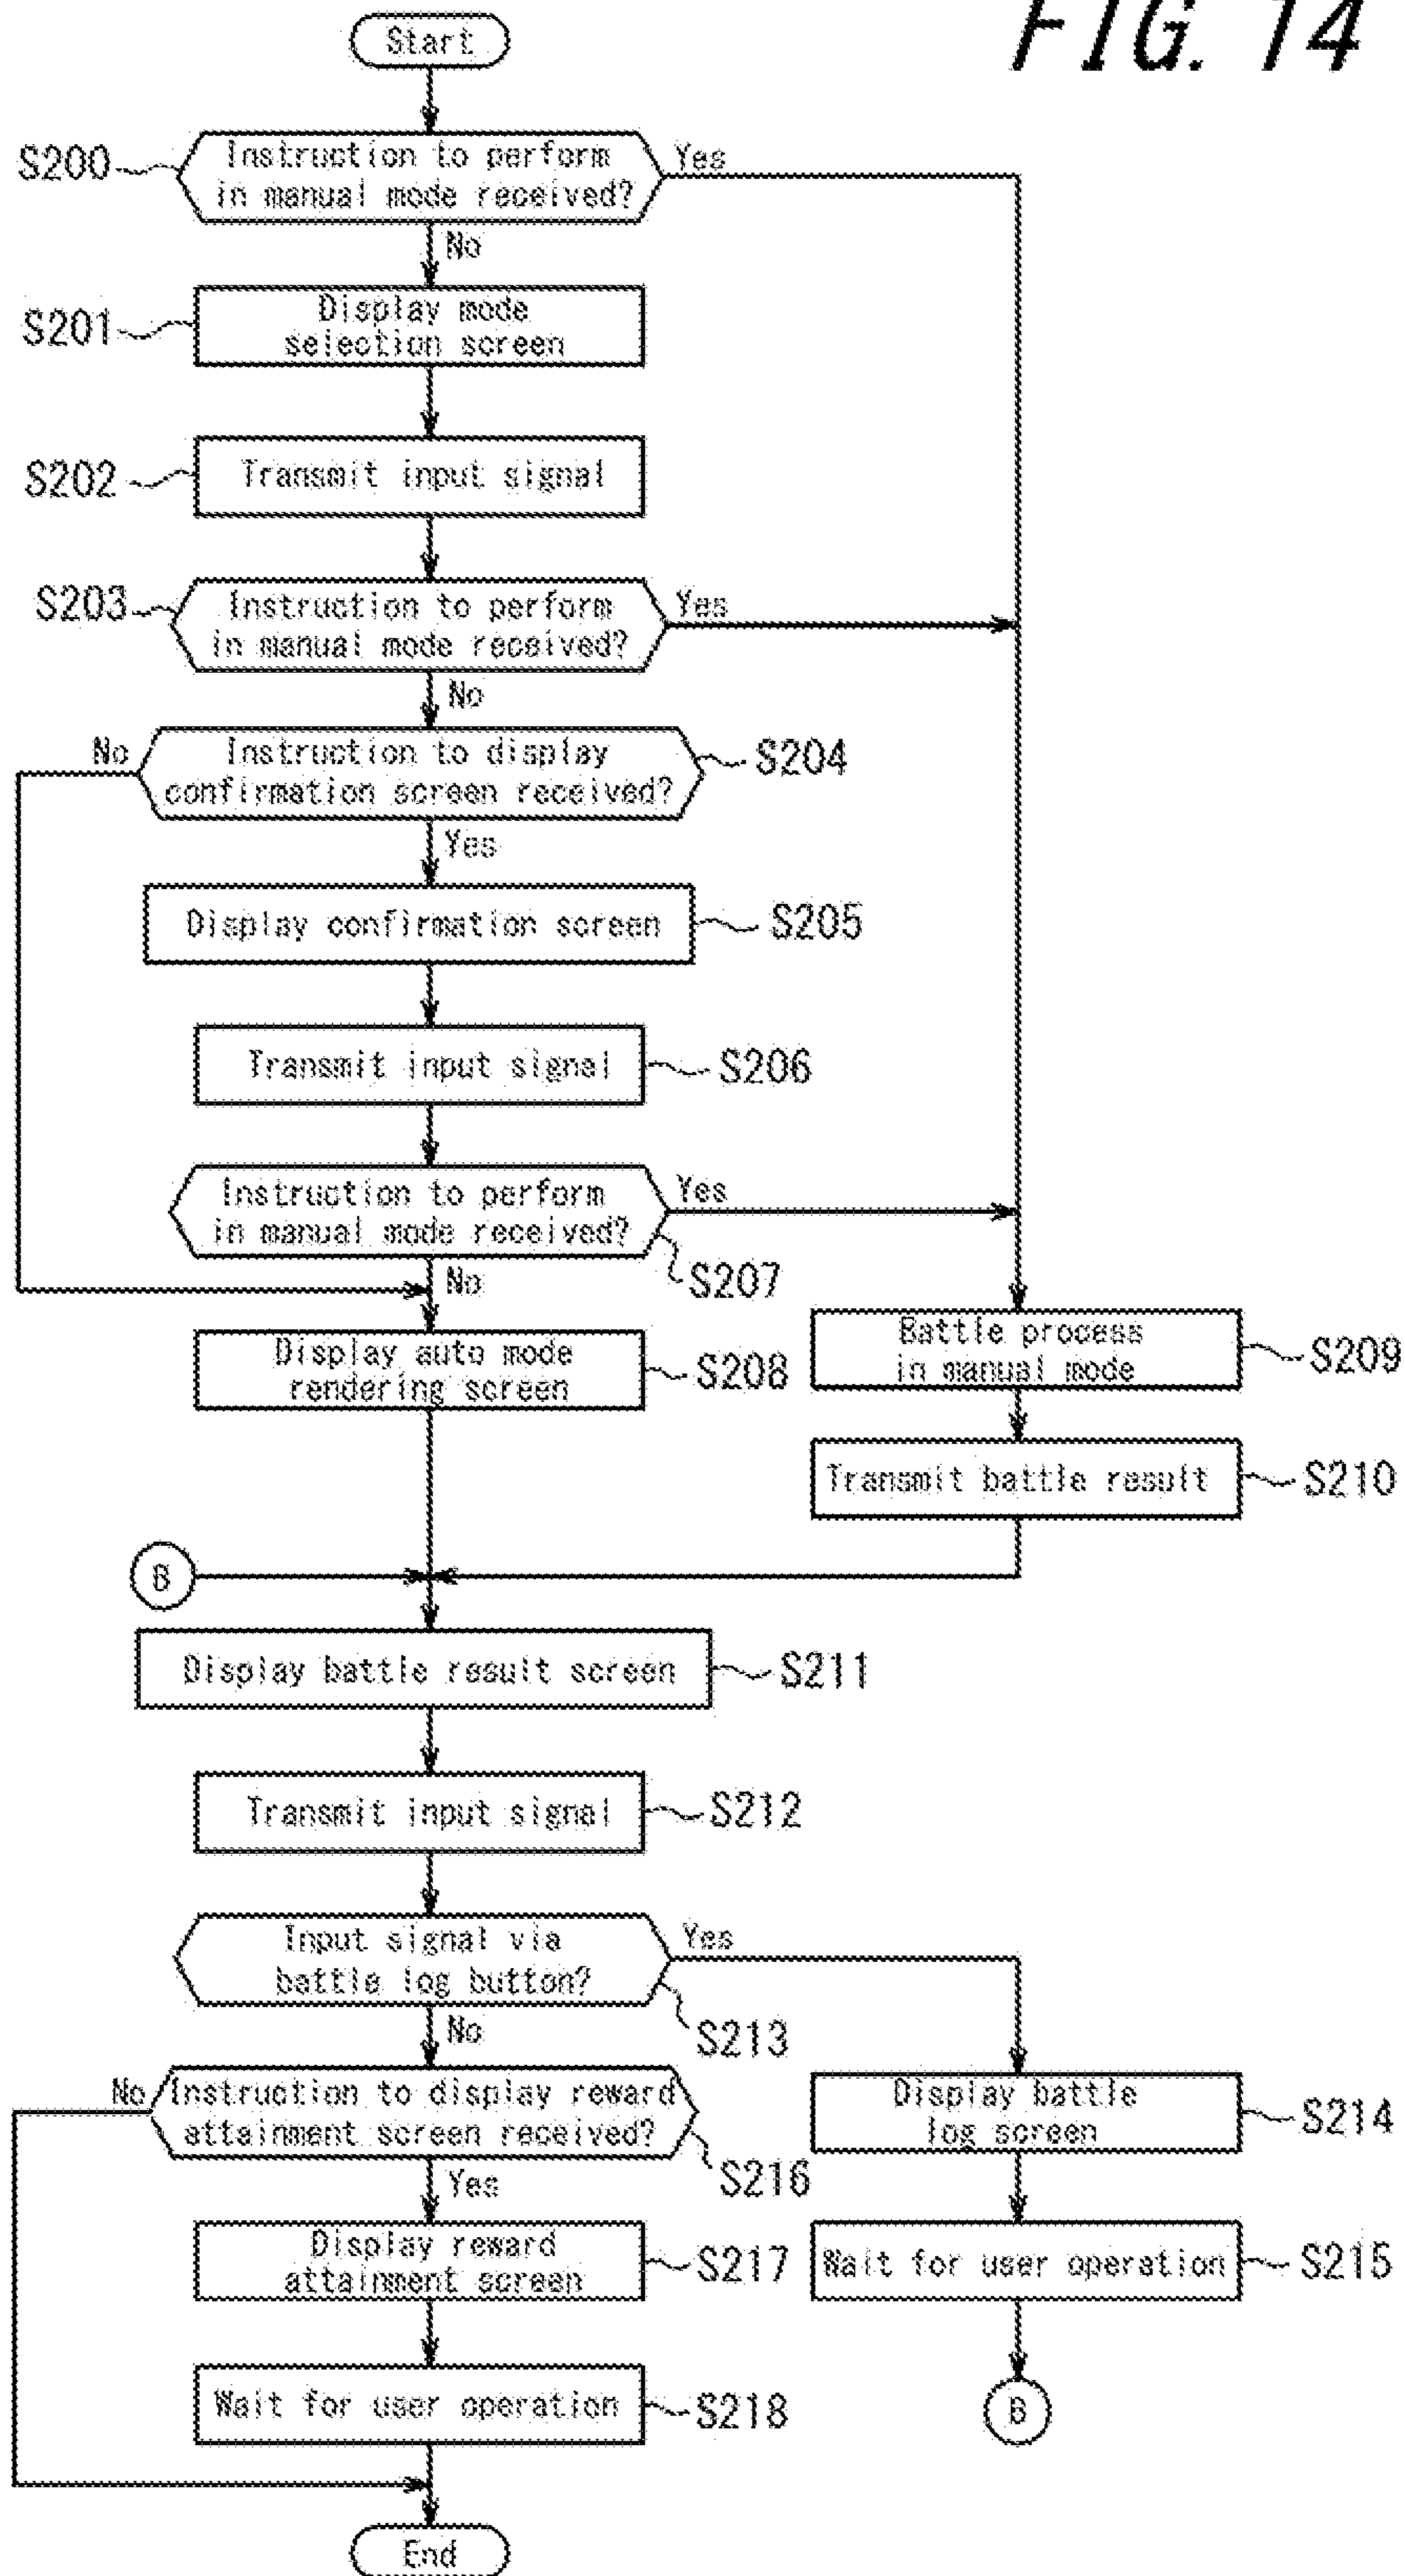 FIG. 14
Start
S200
Instruction to perform
in manual mode received?
Yes
No
S201
Display mode
selection screen
S202
Transmit input signal
S203
Instruction to perform
in manual mode received?
Yes
No
No
Instruction to display
confirmation screen received?
S204
Yes
Display confirmation screen
S205
Transmit input signal
S206
Instruction to perform
in manual mode received?
Yes
S207
No
Display auto mode
rendering screen
S208
Battle process
in manual mode
S209
Transmit battle result
S210
B
Display battle result screen
S211
Transmit input signal
S212
Input signal via
battle log button?
Yes
S213
No
No
Instruction to display reward
attainment screen received?
S216
Yes
Display battle
log screen
S214
Display reward
attainment screen
S217
Wait for user operation
S215
Wait for user operation
S218
B
End